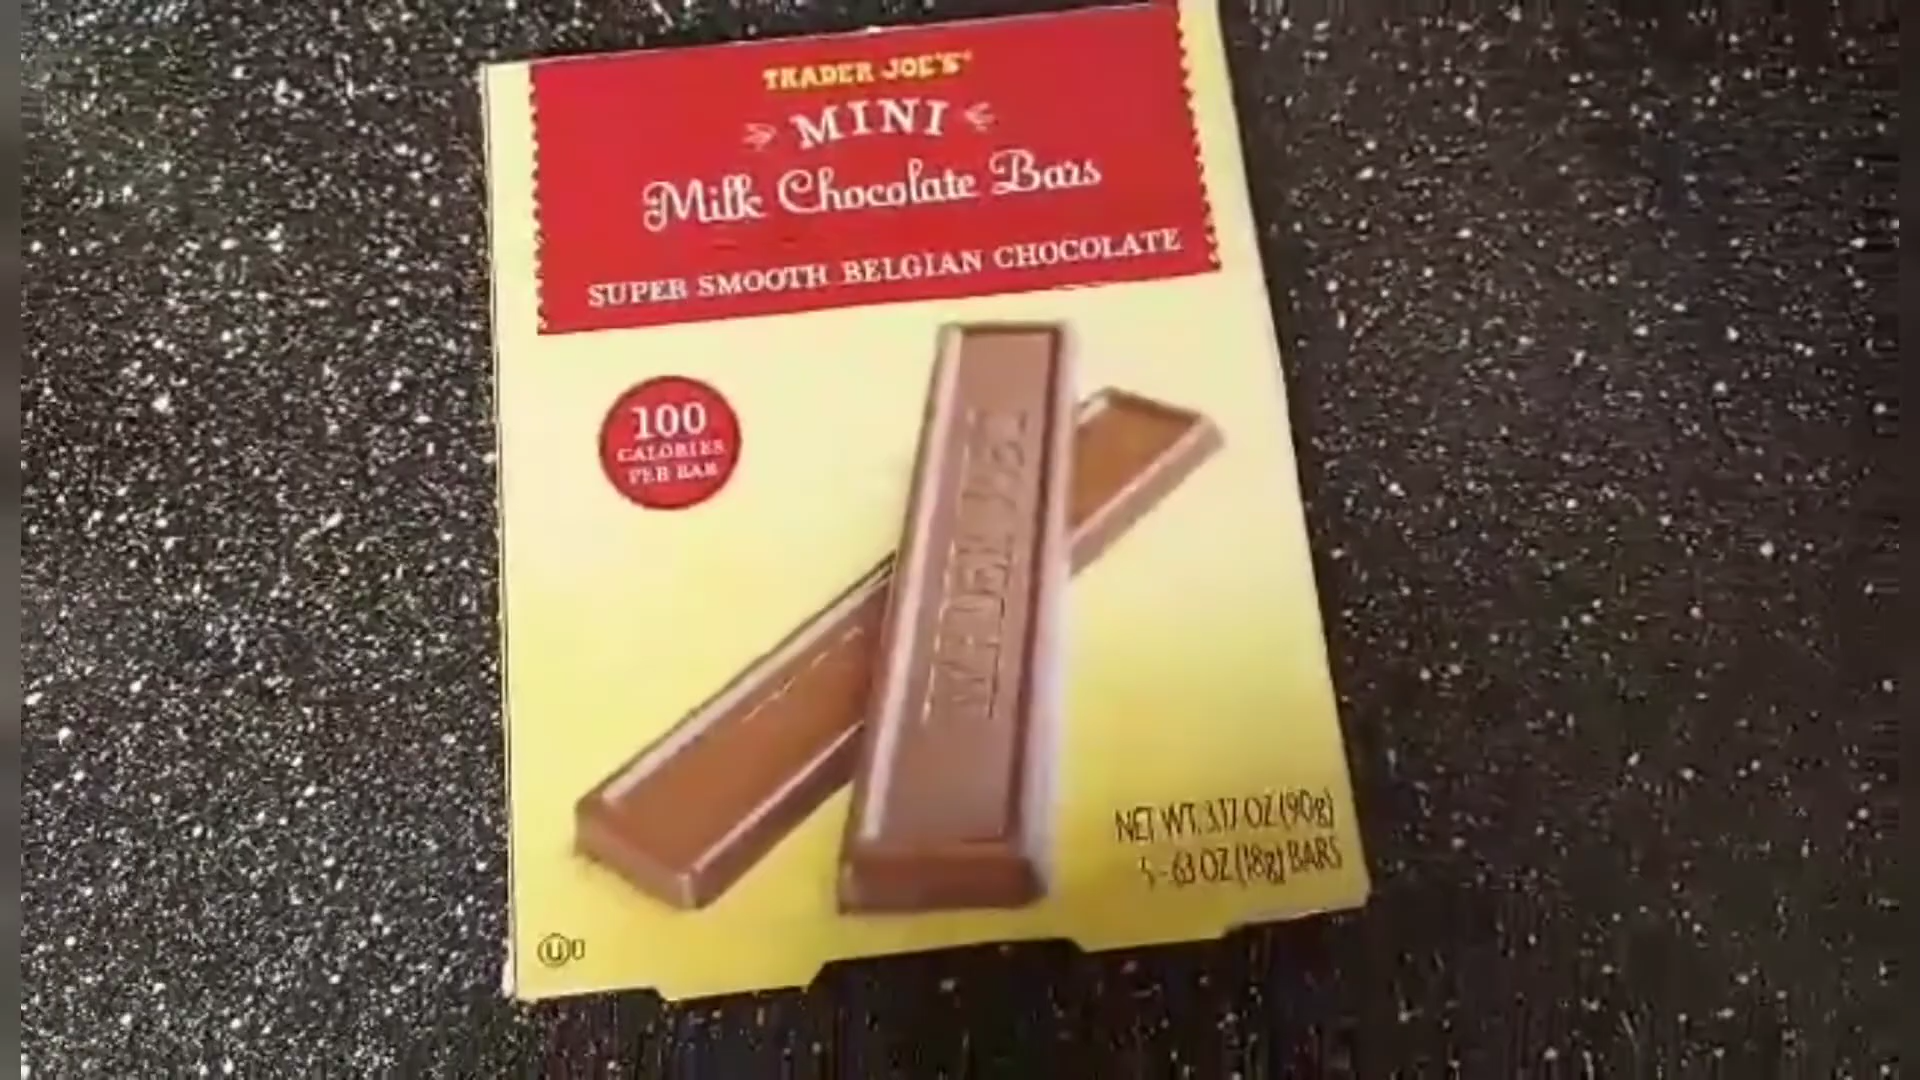 TRADER JOE'S
MINI
Milk Chocolate Bars
SUPER SMOOTH BELGIAN CHOCOLATE
100
CALORIES
PER BAR
NET WT. 3.17 OZ (90g)
5 - .63 OZ (18g) BARS
U D